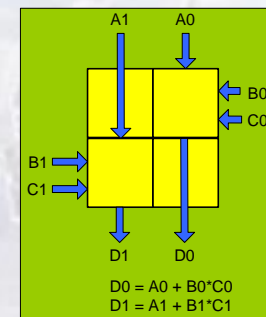 A1 A0
B0
C0
B1
C1
D1 D0
D0 = A0 + B0*C0
D1 = A1 + B1*C1